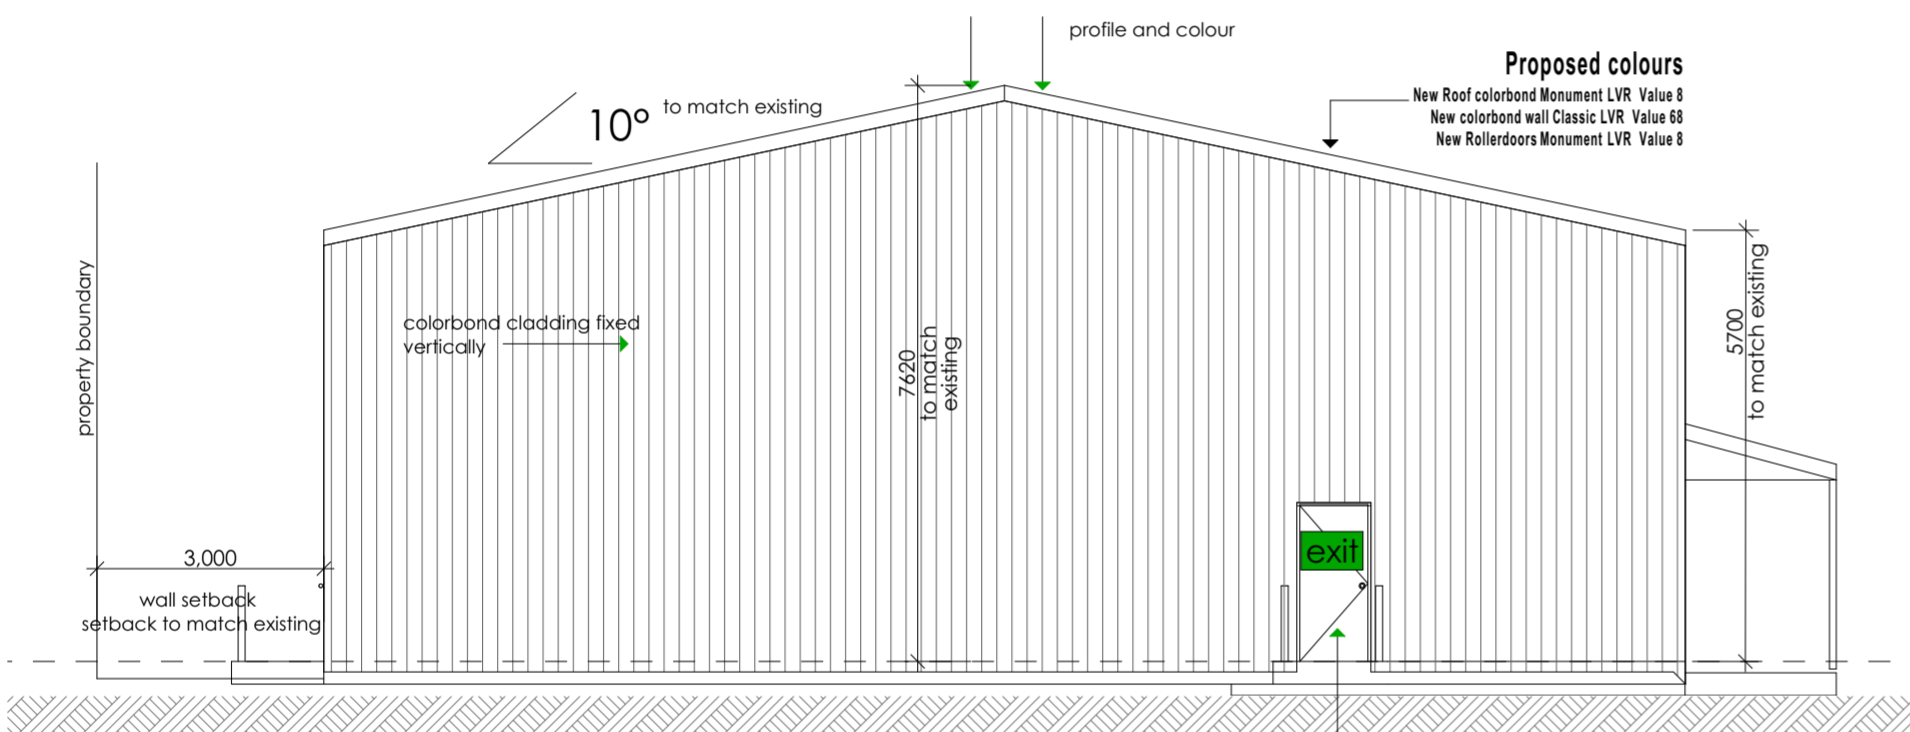 profile and colour
Proposed colours
New Roof colorbond Monument LVR Value 8
New colorbond wall Classic LVR Value 68
New Rollerdoors Monument LVR Value 8
10° to match existing
property boundary
colorbond cladding fixed
vertically
7620
to match
existing
5700
to match existing
3,000
wall setback
setback to match existing
exit